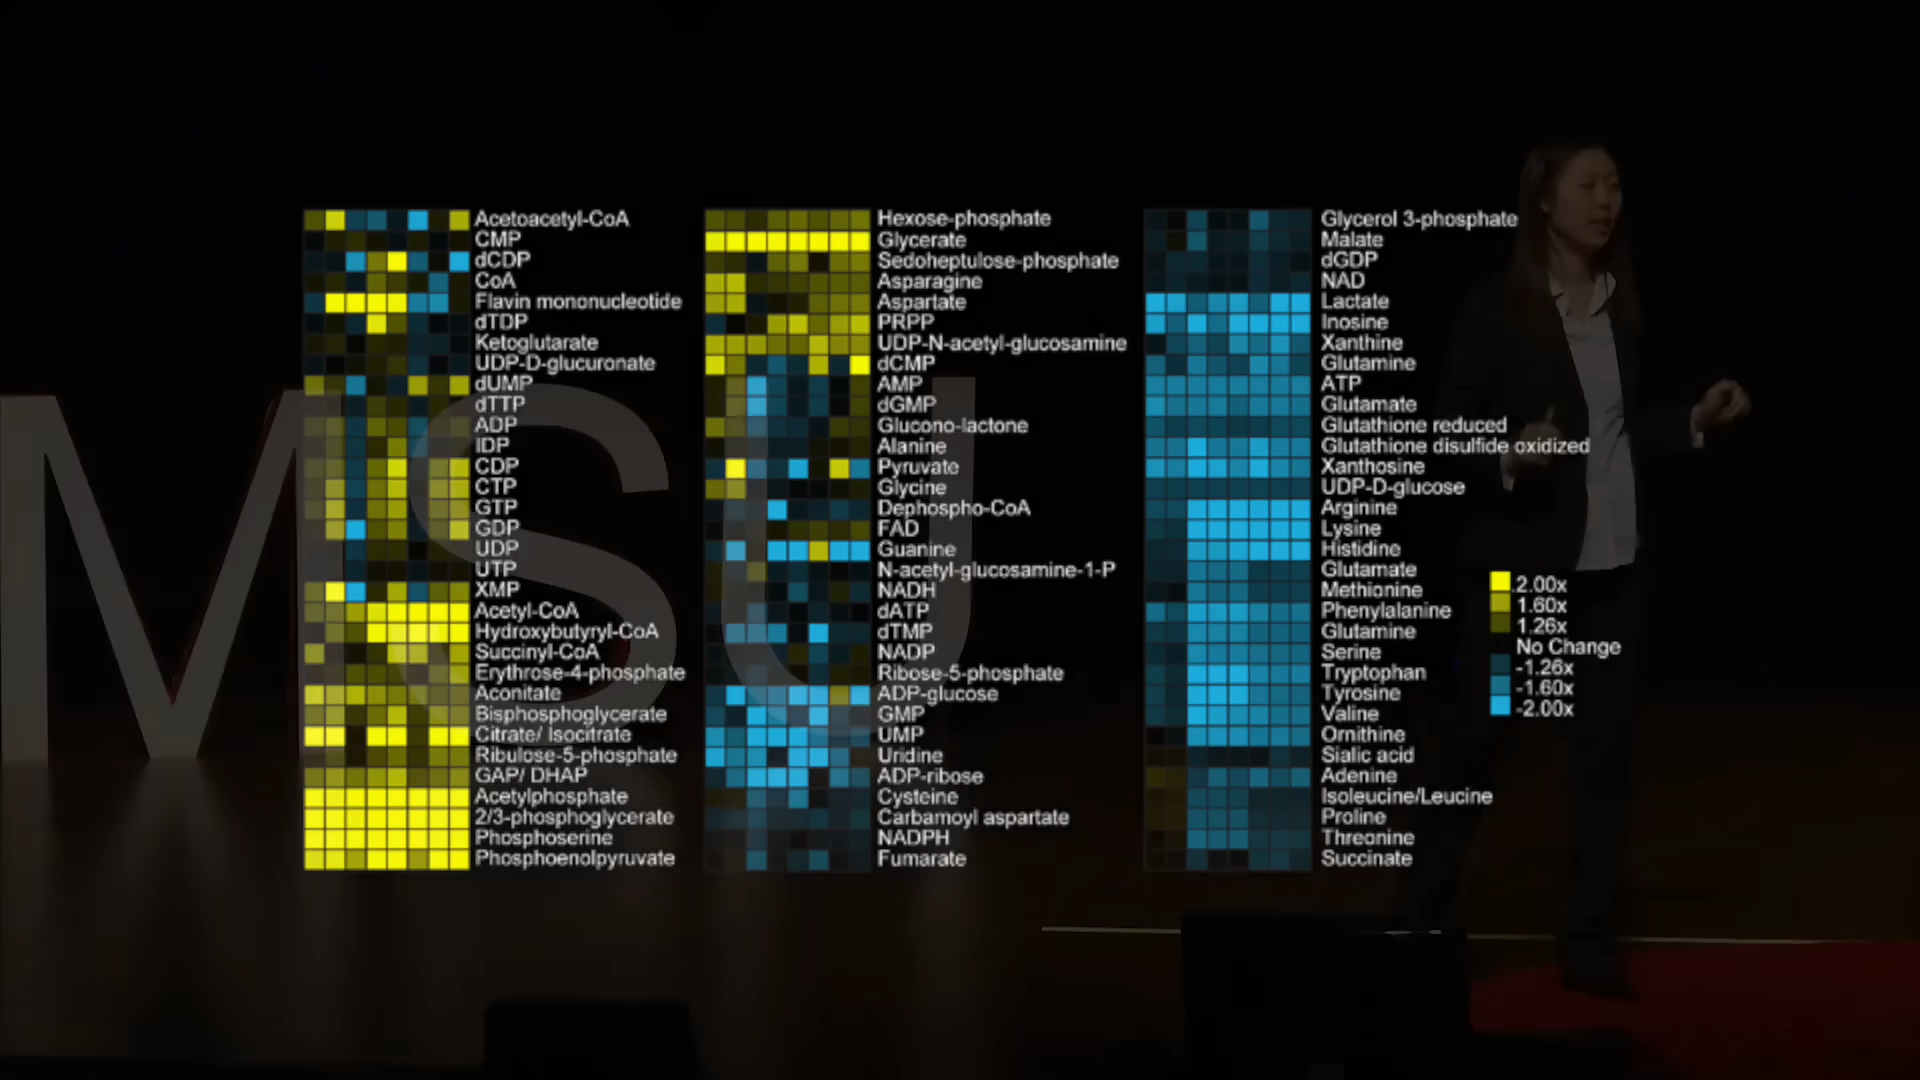 Acetoacetyl-CoA
CMP
dCDP
CoA
Flavin mononucleotide
dTDP
Ketoglutarate
UDP-D-glucuronate
dUMP
dTTP
ADP
IDP
CDP
CTP
GTP
GDP
UDP
UTP
XMP
Acetyl-CoA
Hydroxybutyryl-CoA
Succinyl-CoA
Erythrose-4-phosphate
Aconitate
Bisphosphoglycerate
Citrate/ Isocitrate
Ribulose-5-phosphate
GAP/ DHAP
Acetylphosphate
2/3-phosphoglycerate
Phosphoserine
Phosphoenolpyruvate
Hexose-phosphate
Glycerate
Sedoheptulose-phosphate
Asparagine
Aspartate
PRPP
UDP-N-acetyl-glucosamine
dCMP
AMP
dGMP
Glucono-lactone
Alanine
Pyruvate
Glycine
Dephospho-CoA
FAD
Guanine
N-acetyl-glucosamine-1-P
NADH
dATP
dTMP
NADP
Ribose-5-phosphate
ADP-glucose
GMP
UMP
Uridine
ADP-ribose
Cysteine
Carbamoyl aspartate
NADPH
Fumarate
Glycerol 3-phosphate
Malate
dGDP
NAD
Lactate
Inosine
Xanthine
Glutamine
ATP
Glutamate
Glutathione reduced
Glutathione disulfide oxidized
Xanthosine
UDP-D-glucose
Arginine
Lysine
Histidine
Glutamate
Methionine
Phenylalanine
Glutamine
Serine
Tryptophan
Tyrosine
Valine
Ornithine
Sialic acid
Adenine
Isoleucine/Leucine
Proline
Threonine
Succinate
2.00x
1.60x
1.26x
No Change
-1.26x
-1.60x
-2.00x
MSU